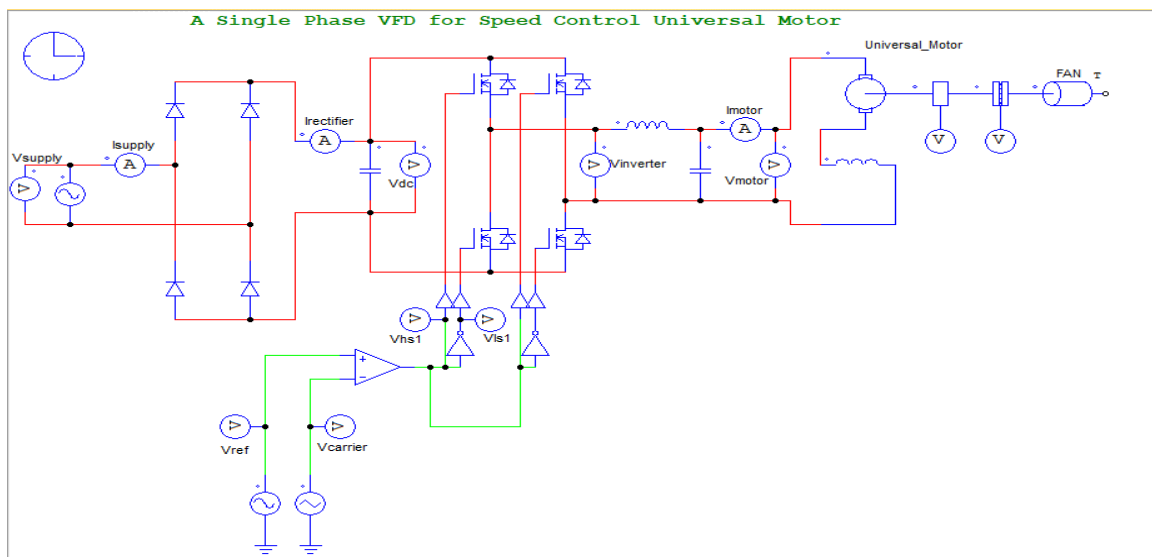 A Single Phase VFD for Speed Control Universal Motor
Universal_Motor
FAN T
Imotor
A
Irectifier
A
V V
Isupply
A
Vsupply
V
V
Vdc
V
Vinverter
V
Vmotor
V
Vhs1
V
Vls1
V
Vref
V
Vcarrier